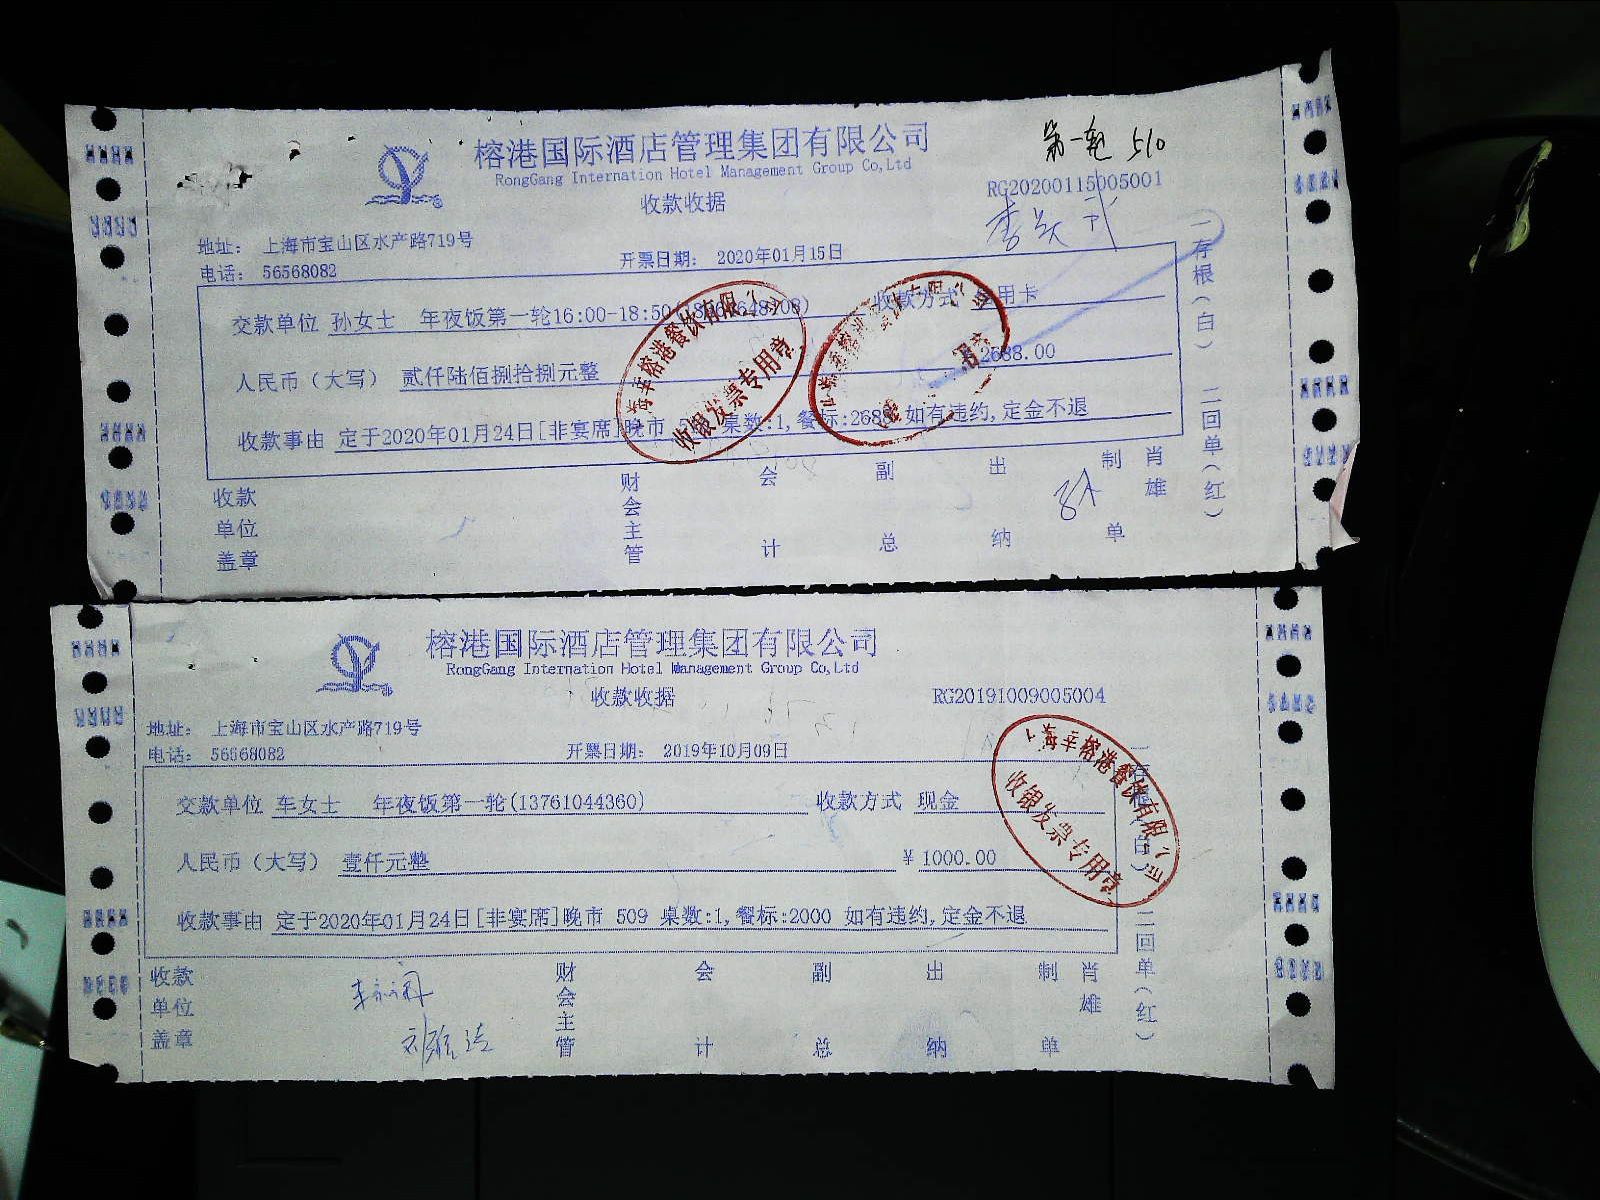 榕港国际酒店管理集团有限公司
RongGang Internation Hotel Management Group Co,Ltd
第一轮 510
收款收据
RG20200115005001
地址： 上海市宝山区水产路719号
电话： 56568082
开票日期： 2020年01月15日
交款单位 孙女士 年夜饭第一轮16:00-18:50 收款方式 信用卡
人民币（大写） 贰仟陆佰捌拾捌元整 2688.00
收款事由 定于2020年01月24日[非宴席]晚市 桌数:1,餐标:2688 如有违约,定金不退
收款单位盖章 财会主管 会计 副总 出纳 制单 肖雄
一存根（白） 二回单（红）
收银发票专用章
榕港国际酒店管理集团有限公司
RongGang Internation Hotel Management Group Co,Ltd
收款收据
RG20191009005004
地址： 上海市宝山区水产路719号
电话： 56568082
开票日期： 2019年10月09日
交款单位 车女士 年夜饭第一轮(13761044360) 收款方式 现金
人民币（大写） 壹仟元整 ￥1000.00
收款事由 定于2020年01月24日[非宴席]晚市 509 桌数:1,餐标:2000 如有违约,定金不退
收款单位盖章 财会主管 会计 副总 出纳 制单 肖雄
二回单（红）
收银发票专用章